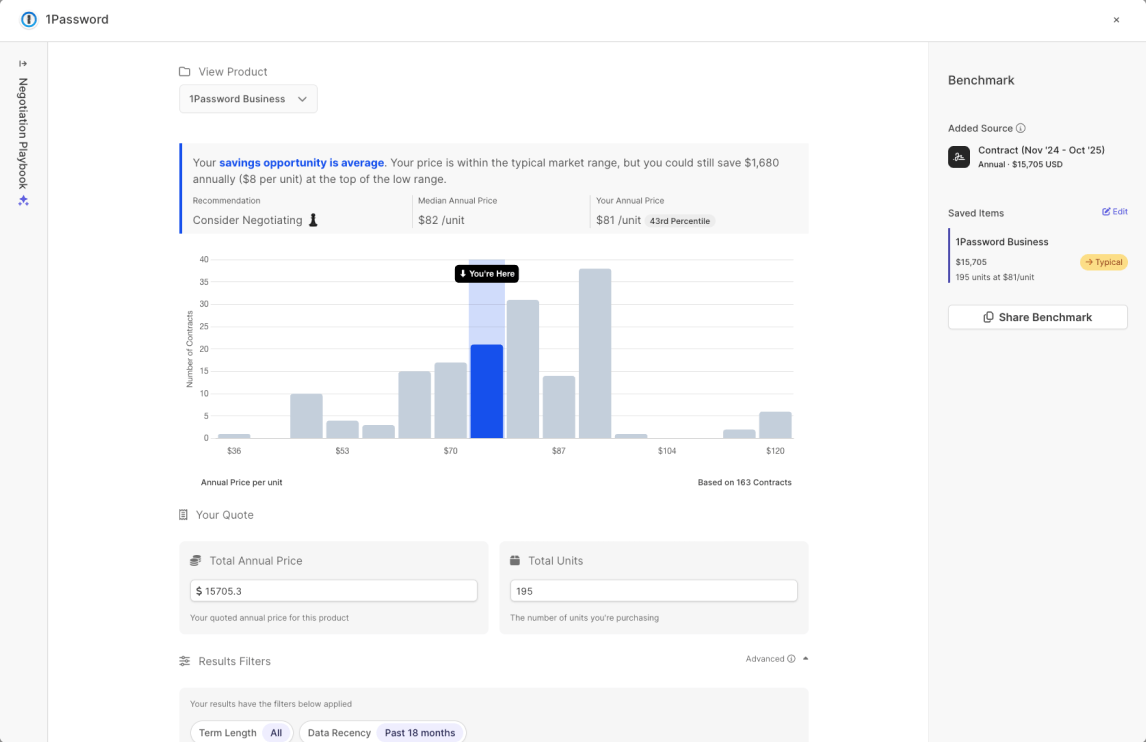 1Password
×
Negotiation Playbook
View Product
1Password Business
Your savings opportunity is average. Your price is within the typical market range, but you could still save $1,680
annually ($8 per unit) at the top of the low range.
Recommendation
Consider Negotiating
Median Annual Price
$82 /unit
Your Annual Price
$81 /unit 43rd Percentile
Number of Contracts
40
35
30
25
20
15
10
5
0
You're Here
$36 $53 $70 $87 $104 $120
Annual Price per unit
Based on 163 Contracts
Your Quote
Total Annual Price
$ 15705.3
Your quoted annual price for this product
Total Units
195
The number of units you're purchasing
Results Filters
Advanced
Your results have the filters below applied
Term Length All
Data Recency Past 18 months
Benchmark
Added Source
Contract (Nov '24 - Oct '25)
Annual · $15,705 USD
Saved Items
Edit
1Password Business
$15,705
→ Typical
195 units at $81/unit
Share Benchmark